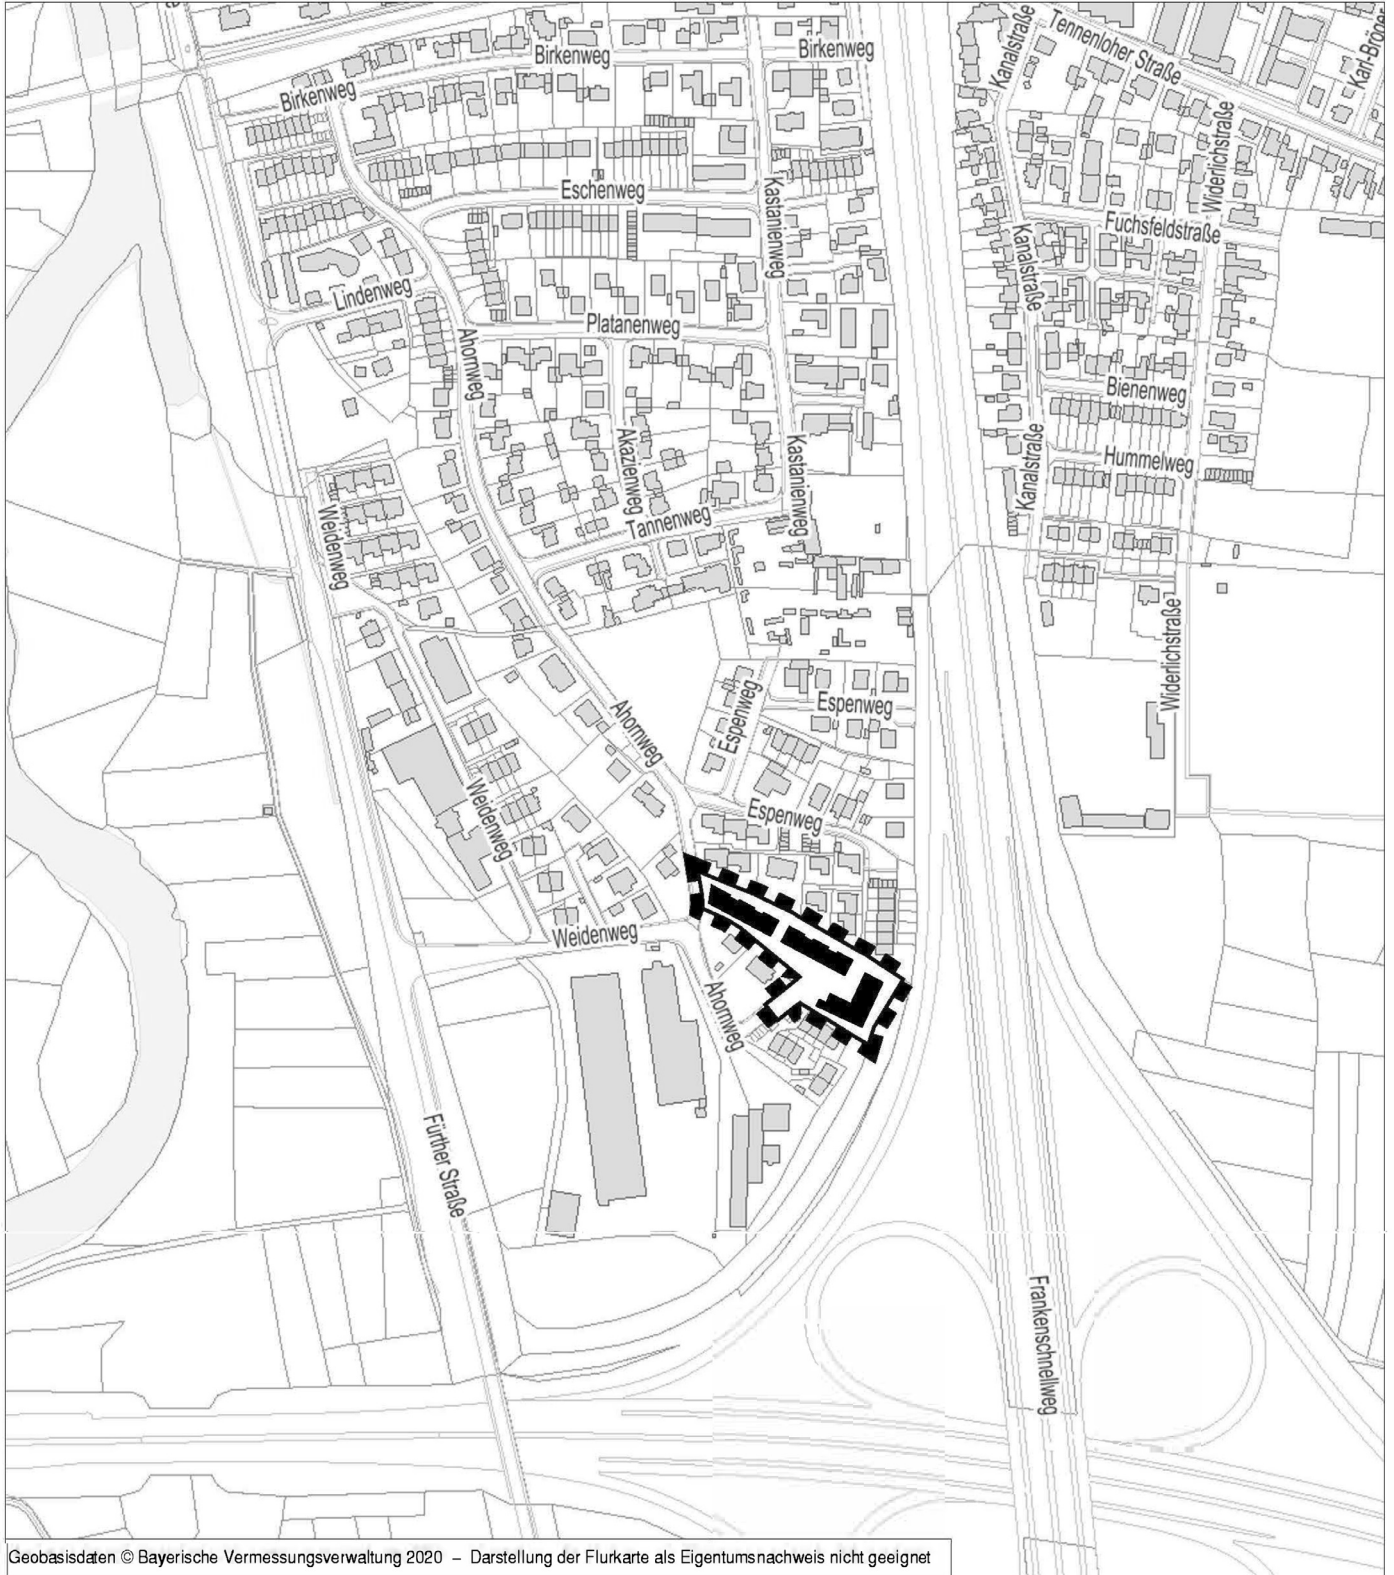 Birkenweg
Birkenweg
Kanalstraße
Tennenloher Straße
Birkenweg
Widerlichstraße
Eschenweg
Kastanienweg
Fuchsfeldstraße
Kanalstraße
Lindenweg
Platanenweg
Ahornweg
Bienenweg
Akazienweg
Kastanienweg
Kanalstraße
Hummelweg
Weidenweg
Tannenweg
Widerlichstraße
Espenweg
Espenweg
Ahornweg
Weidenweg
Espenweg
Weidenweg
Ahornweg
Fürther Straße
Frankenschnellweg
Geobasisdaten © Bayerische Vermessungsverwaltung 2020 – Darstellung der Flurkarte als Eigentumsnachweis nicht geeignet